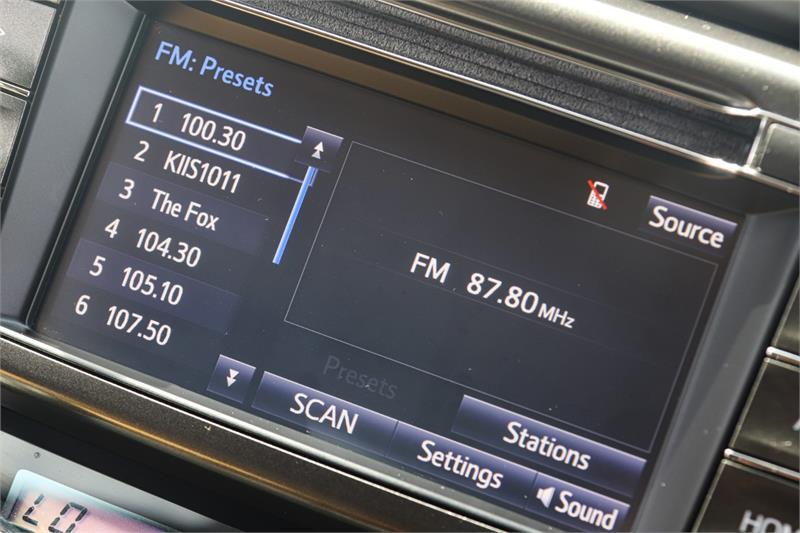 FM: Presets
1 100.30
2 KIIS1011
3 The Fox
4 104.30
5 105.10
6 107.50
Source
FM 87.80 MHz
Presets
SCAN
Stations
Settings
Sound
LO